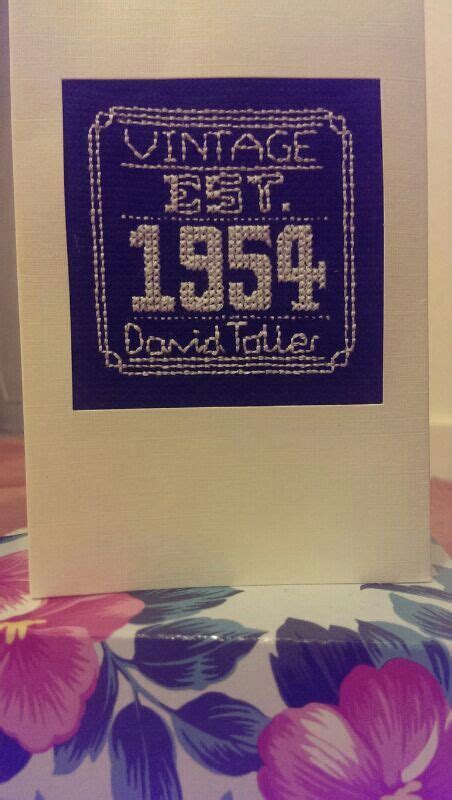 VINTAGE
EST.
1954
David Toller